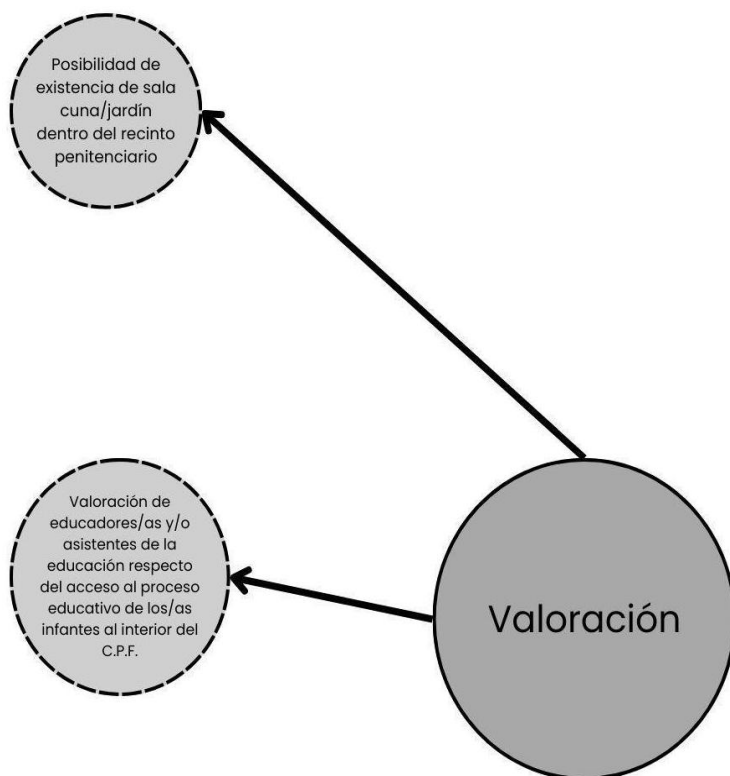 Posibilidad de
existencia de sala
cuna/jardín
dentro del recinto
penitenciario
Valoración de
educadores/as y/o
asistentes de la
educación respecto
del acceso al proceso
educativo de los/as
infantes al interior del
C.P.F.
Valoración